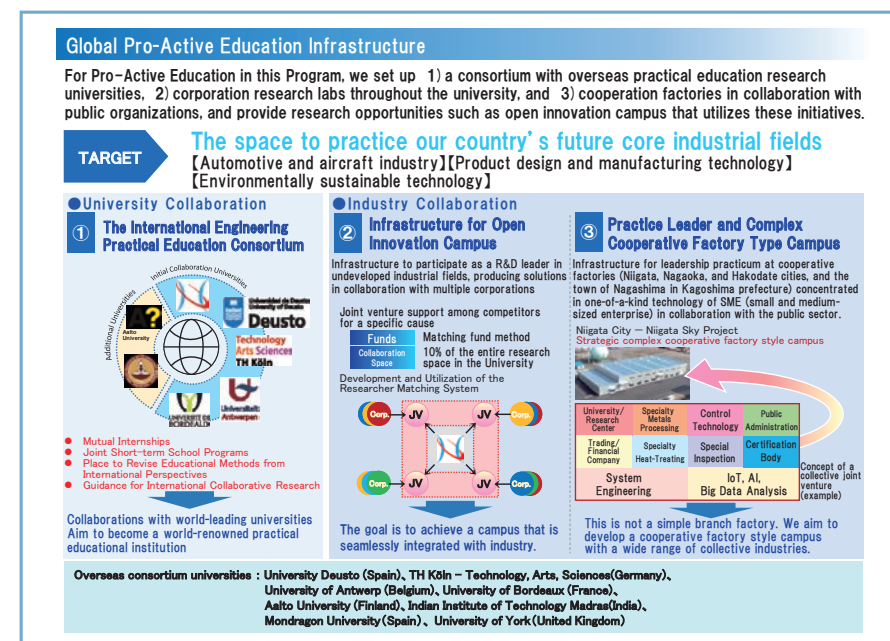 Global Pro-Active Education Infrastructure
For Pro-Active Education in this Program, we set up 1) a consortium with overseas practical education research
universities, 2) corporation research labs throughout the university, and 3) cooperation factories in collaboration with
public organizations, and provide research opportunities such as open innovation campus that utilizes these initiatives.
TARGET
The space to practice our country's future core industrial fields
【Automotive and aircraft industry】【Product design and manufacturing technology】
【Environmentally sustainable technology】
●University Collaboration
① The International Engineering
Practical Education Consortium
Initial Collaboration Universities
Additional Universities
A?
Aalto
University
Universidad de Deusto
University of Deusto
Deusto
Technology
Arts Sciences
TH Köln
Universiteit
Antwerpen
UNIVERSITÉ DE
BORDEAUX
● Mutual Internships
● Joint Short-term School Programs
● Place to Revise Educational Methods from
International Perspectives
● Guidance for International Collaborative Research
Collaborations with world-leading universities
Aim to become a world-renowned practical
educational institution
●Industry Collaboration
② Infrastructure for Open
Innovation Campus
Infrastructure to participate as a R&D leader in
undeveloped industrial fields, producing solutions
in collaboration with multiple corporations
Joint venture support among competitors
for a specific cause
Funds Matching fund method
Collaboration
Space
10% of the entire research
space in the University
Development and Utilization of the
Researcher Matching System
Corp. JV JV Corp.
Corp. JV JV Corp.
The goal is to achieve a campus that is
seamlessly integrated with industry.
③ Practice Leader and Complex
Cooperative Factory Type Campus
Infrastructure for leadership practicum at cooperative
factories (Niigata, Nagaoka, and Hakodate cities, and the
town of Nagashima in Kagoshima prefecture) concentrated
in one-of-a-kind technology of SME (small and medium-
sized enterprise) in collaboration with the public sector.
Niigata City － Niigata Sky Project
Strategic complex cooperative factory style campus
University/
Research
Center
Specialty
Metals
Processing
Control
Technology
Public
Administration
Trading/
Financial
Company
Specialty
Heat-Treating
Special
Inspection
Certification
Body
System
Engineering
IoT, AI,
Big Data Analysis
Concept of a
collective joint
venture
(example)
This is not a simple branch factory. We aim to
develop a cooperative factory style campus
with a wide range of collective industries.
Overseas consortium universities : University Deusto (Spain)、TH Köln - Technology, Arts, Sciences(Germany)、
University of Antwerp (Belgium)、University of Bordeaux (France)、
Aalto University (Finland)、Indian Institute of Technology Madras(India)、
Mondragon University(Spain) 、 University of York(United Kingdom)